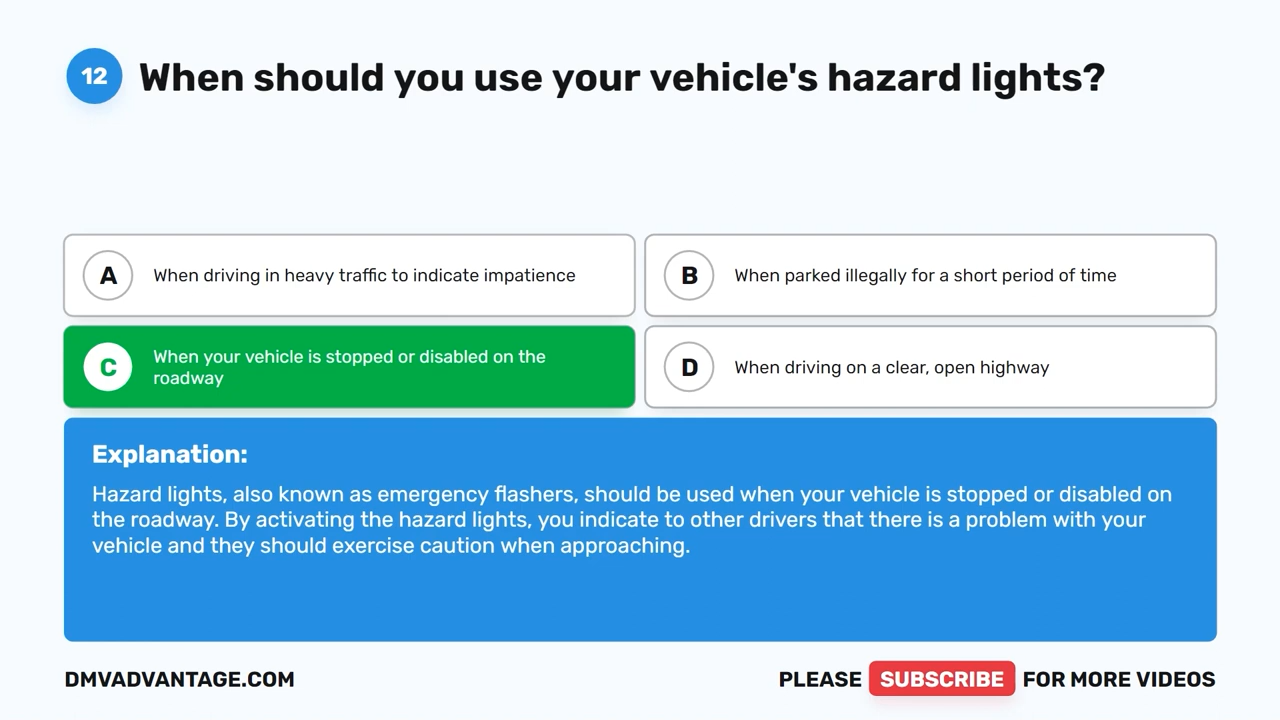 12
When should you use your vehicle's hazard lights?
A
When driving in heavy traffic to indicate impatience
B
When parked illegally for a short period of time
C
When your vehicle is stopped or disabled on the
roadway
D
When driving on a clear, open highway
Explanation:
Hazard lights, also known as emergency flashers, should be used when your vehicle is stopped or disabled on
the roadway. By activating the hazard lights, you indicate to other drivers that there is a problem with your
vehicle and they should exercise caution when approaching.
DMVADVANTAGE.COM
PLEASE SUBSCRIBE FOR MORE VIDEOS